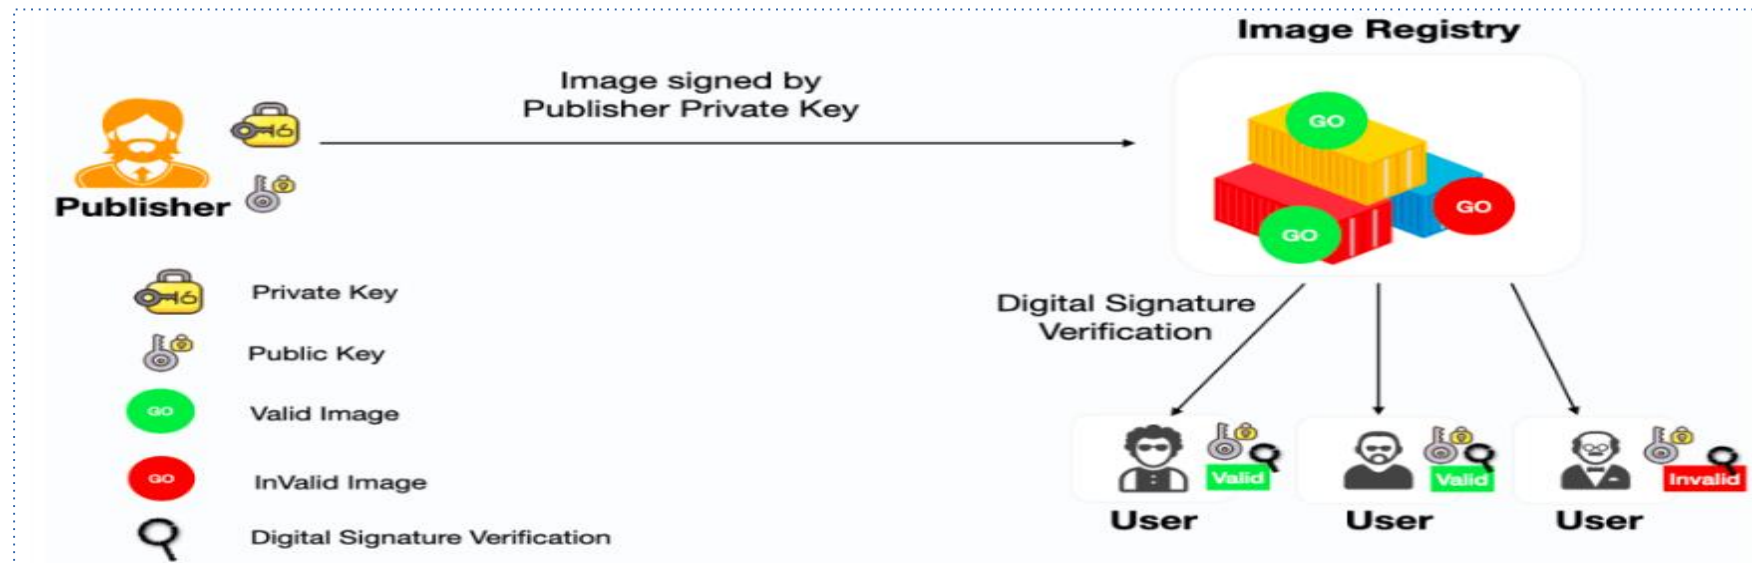 Image Registry
Image signed by
Publisher Private Key
GO
GO
GO
Publisher
Private Key
Public Key
GO
Valid Image
GO
InValid Image
Digital Signature Verification
Digital Signature
Verification
Valid
Valid
Invalid
User
User
User